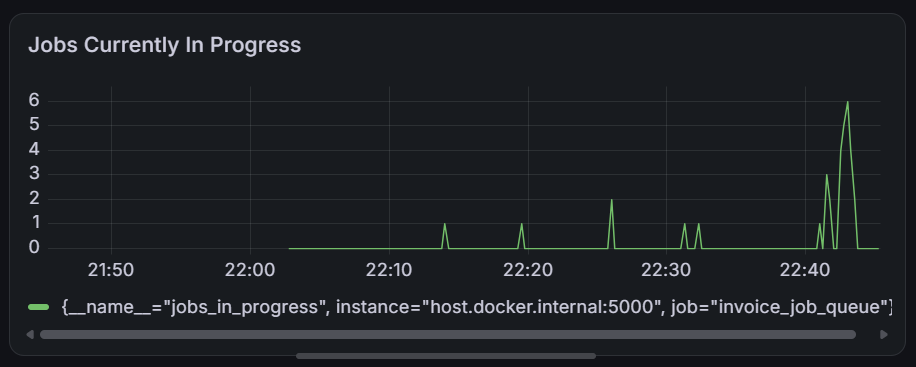 Jobs Currently In Progress
6
5
4
3
2
1
0
21:50 22:00 22:10 22:20 22:30 22:40
{__name__="jobs_in_progress", instance="host.docker.internal:5000", job="invoice_job_queue"}